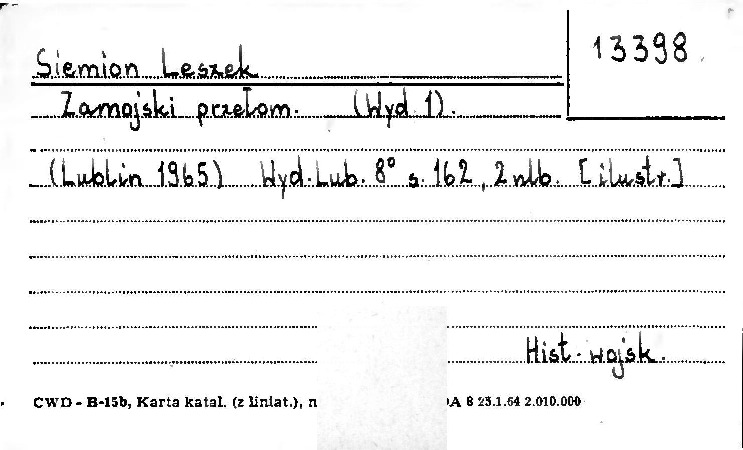 13398
Siemion Leszek
Zamojski przełom. (Wyd 1).
(Lublin 1965) Wyd. Lub. 8° s. 162, 2 nlb. [ilustr.]
Hist. wojsk.
CWD - B-15b, Karta katal. (z liniat.), n A 8 23.1.64 2.010.000